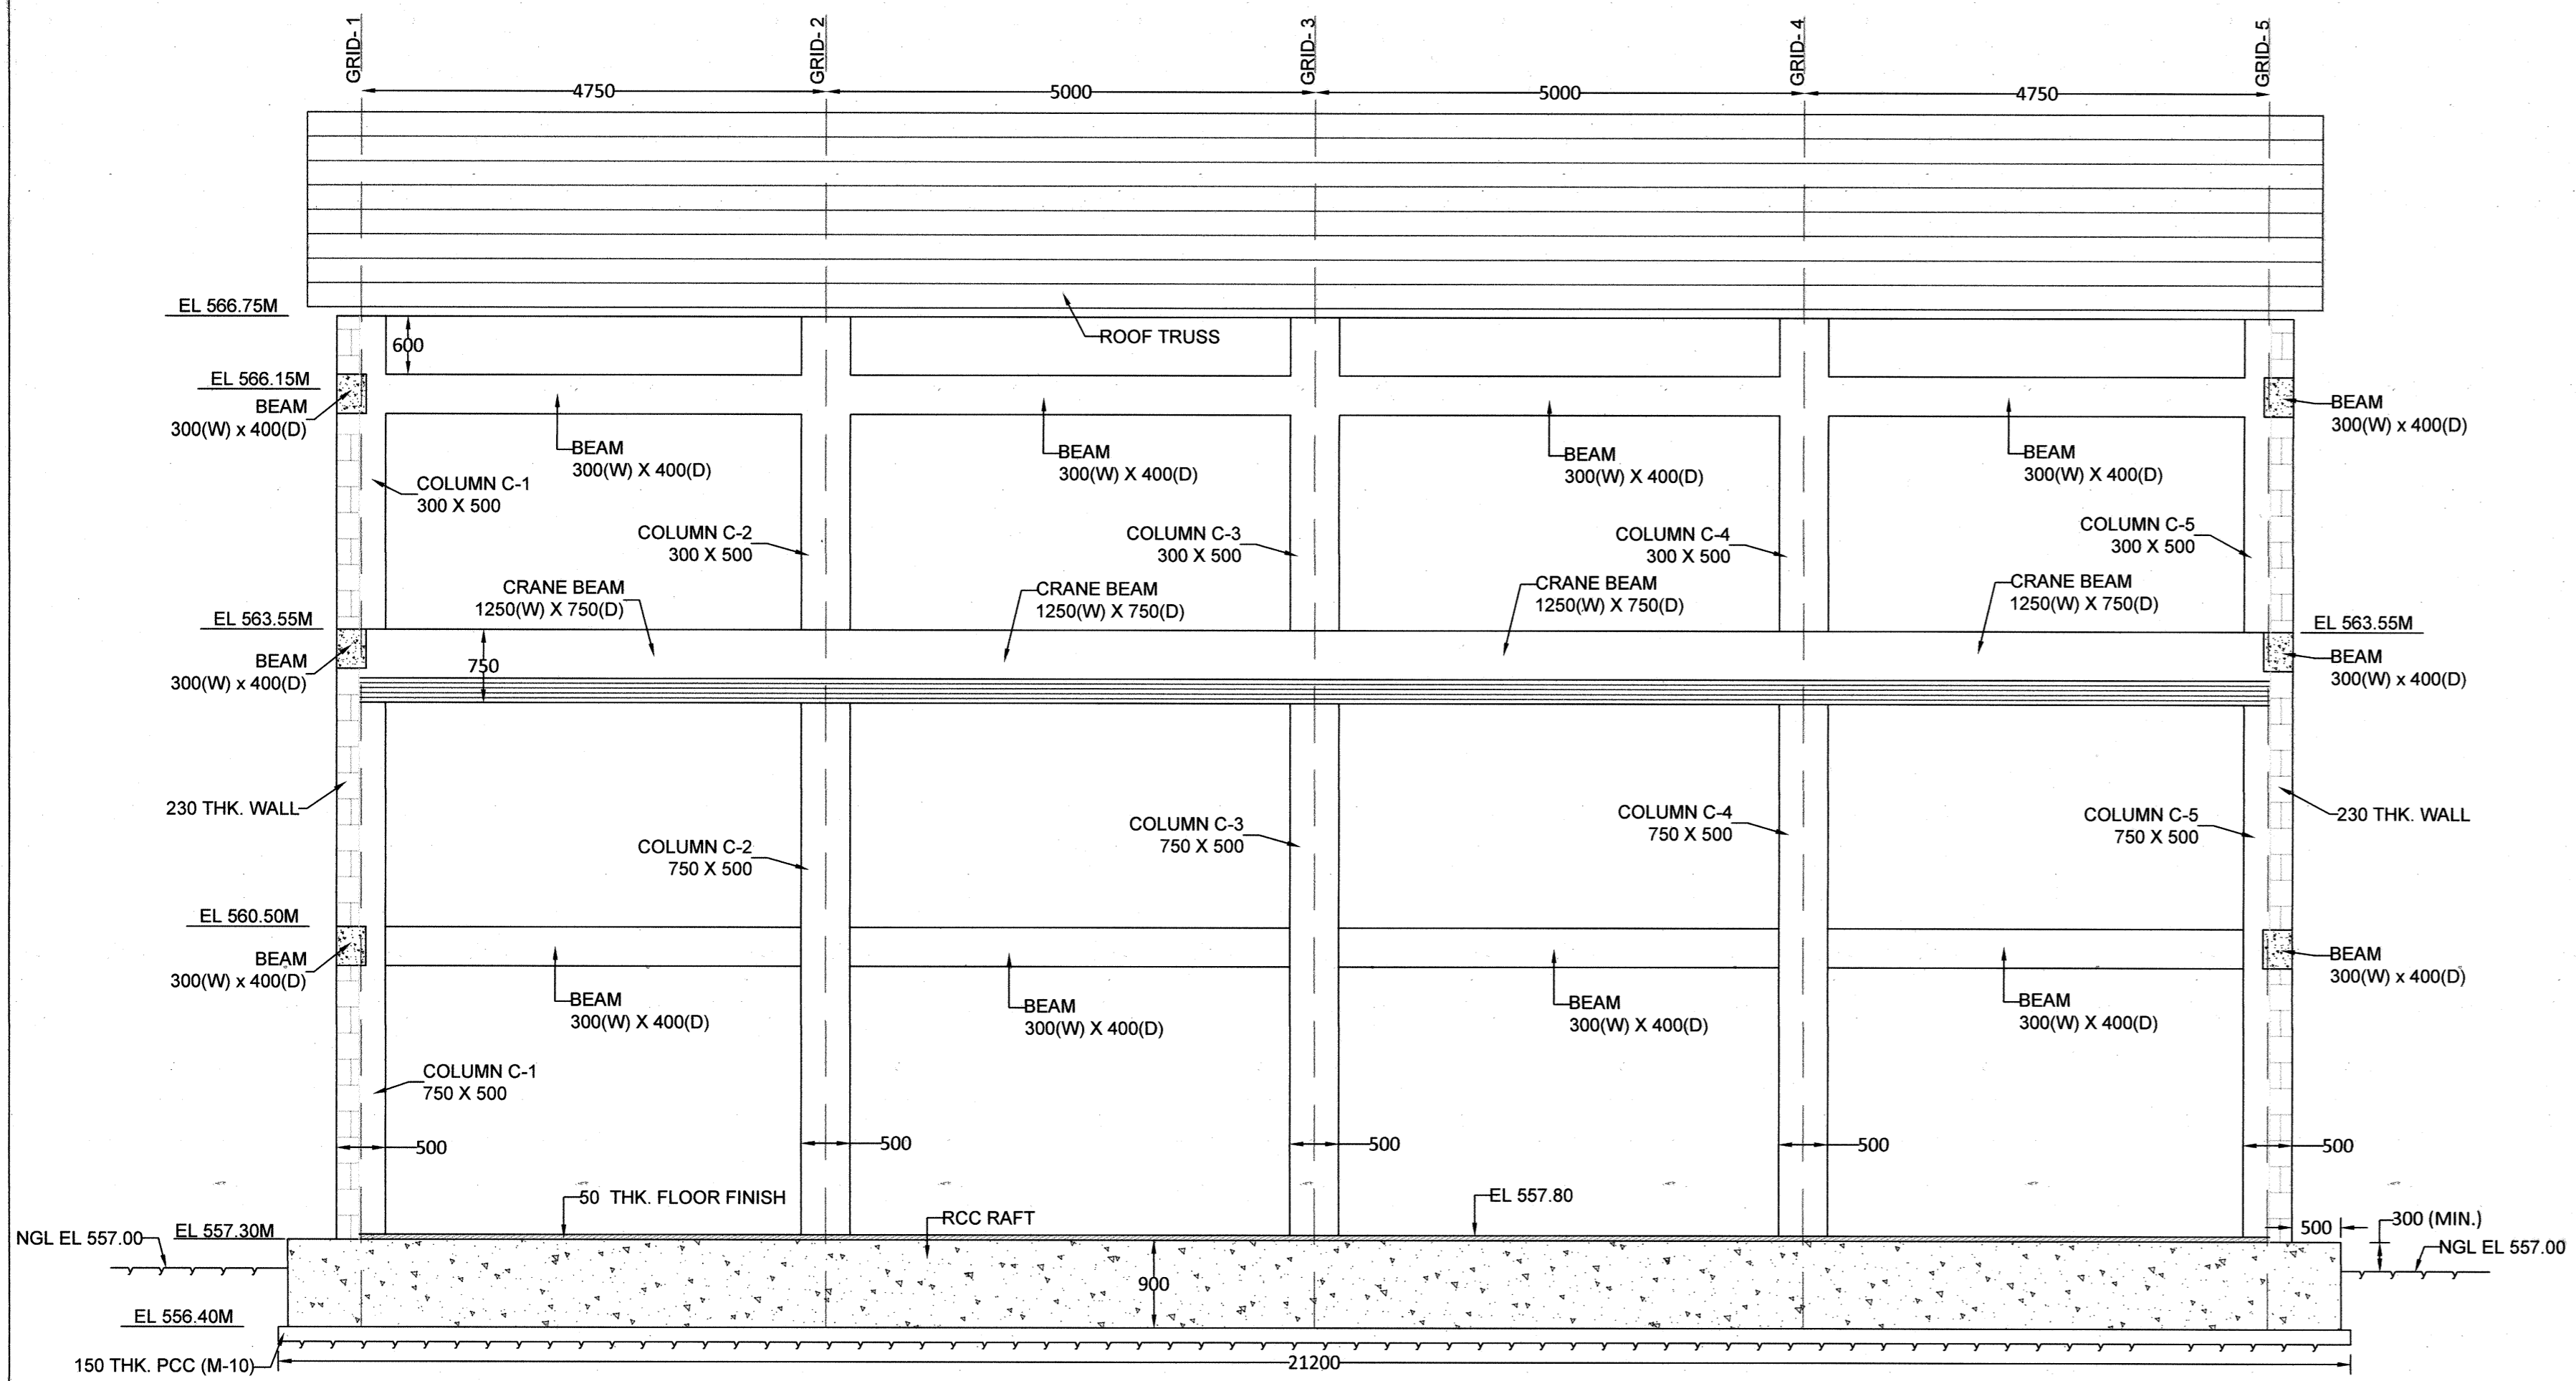 GRID- 1
GRID- 2
GRID- 3
GRID- 4
GRID- 5
4750
5000
5000
4750
EL 566.75M
600
ROOF TRUSS
EL 566.15M
BEAM
300(W) x 400(D)
BEAM
300(W) X 400(D)
BEAM
300(W) X 400(D)
BEAM
300(W) X 400(D)
BEAM
300(W) X 400(D)
BEAM
300(W) x 400(D)
COLUMN C-1
300 X 500
COLUMN C-2
300 X 500
COLUMN C-3
300 X 500
COLUMN C-4
300 X 500
COLUMN C-5
300 X 500
CRANE BEAM
1250(W) X 750(D)
CRANE BEAM
1250(W) X 750(D)
CRANE BEAM
1250(W) X 750(D)
CRANE BEAM
1250(W) X 750(D)
EL 563.55M
EL 563.55M
BEAM
300(W) x 400(D)
750
BEAM
300(W) x 400(D)
230 THK. WALL
COLUMN C-2
750 X 500
COLUMN C-3
750 X 500
COLUMN C-4
750 X 500
COLUMN C-5
750 X 500
230 THK. WALL
EL 560.50M
BEAM
300(W) x 400(D)
BEAM
300(W) X 400(D)
BEAM
300(W) X 400(D)
BEAM
300(W) X 400(D)
BEAM
300(W) X 400(D)
BEAM
300(W) x 400(D)
COLUMN C-1
750 X 500
500
500
500
500
500
50 THK. FLOOR FINISH
RCC RAFT
EL 557.80
500
300 (MIN.)
NGL EL 557.00
EL 557.30M
NGL EL 557.00
900
EL 556.40M
150 THK. PCC (M-10)
21200